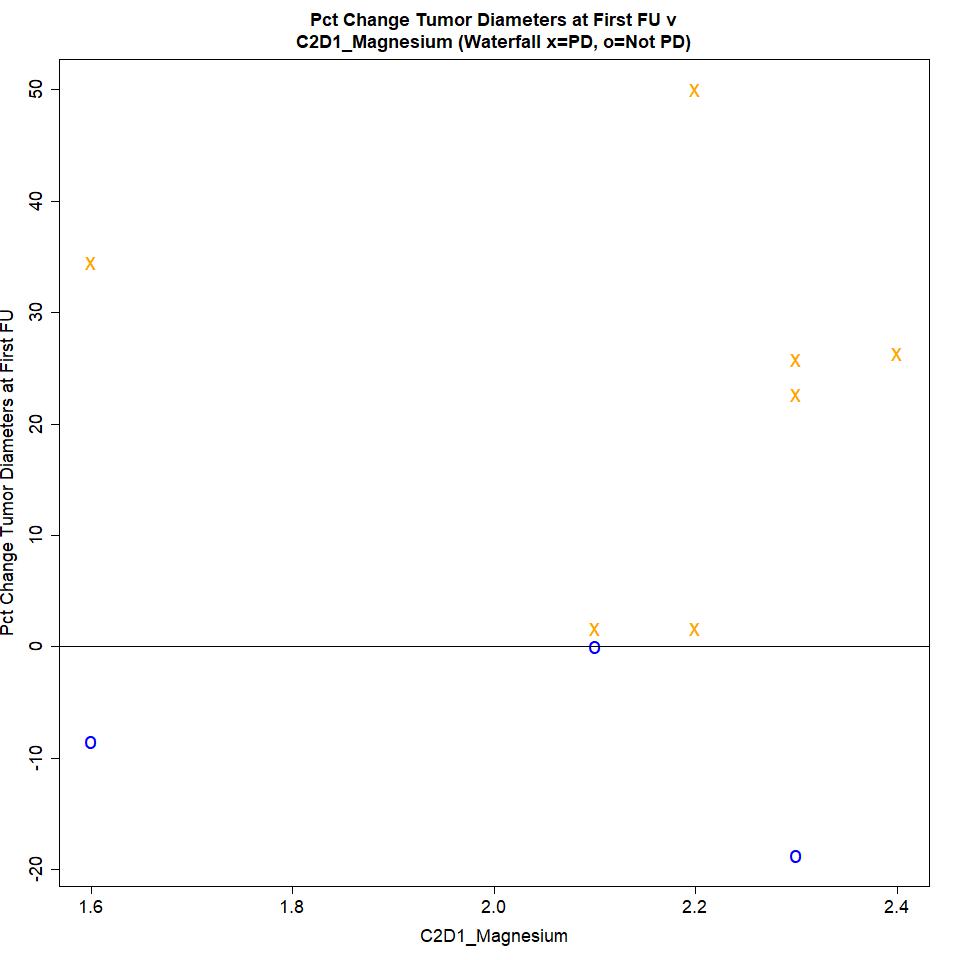 Pct Change Tumor Diameters at First FU v
C2D1_Magnesium (Waterfall x=PD, o=Not PD)
Pct Change Tumor Diameters at First FU
50
40
30
20
10
0
-10
-20
X
X
X
X
X
X
X
O
O
O
1.6
1.8
2.0
2.2
2.4
C2D1_Magnesium